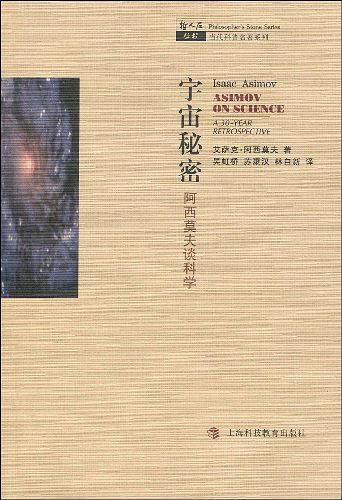 哲人石 Philosopher's Stone Series
丛书 当代科普名著系列
Isaac Asimov
ASIMOV
ON SCIENCE
A 30-YEAR
RETROSPECTIVE
宇宙秘密
阿西莫夫谈科学
艾萨克·阿西莫夫 著
吴虹桥 苏聚汉 林自新 译
上海科技教育出版社